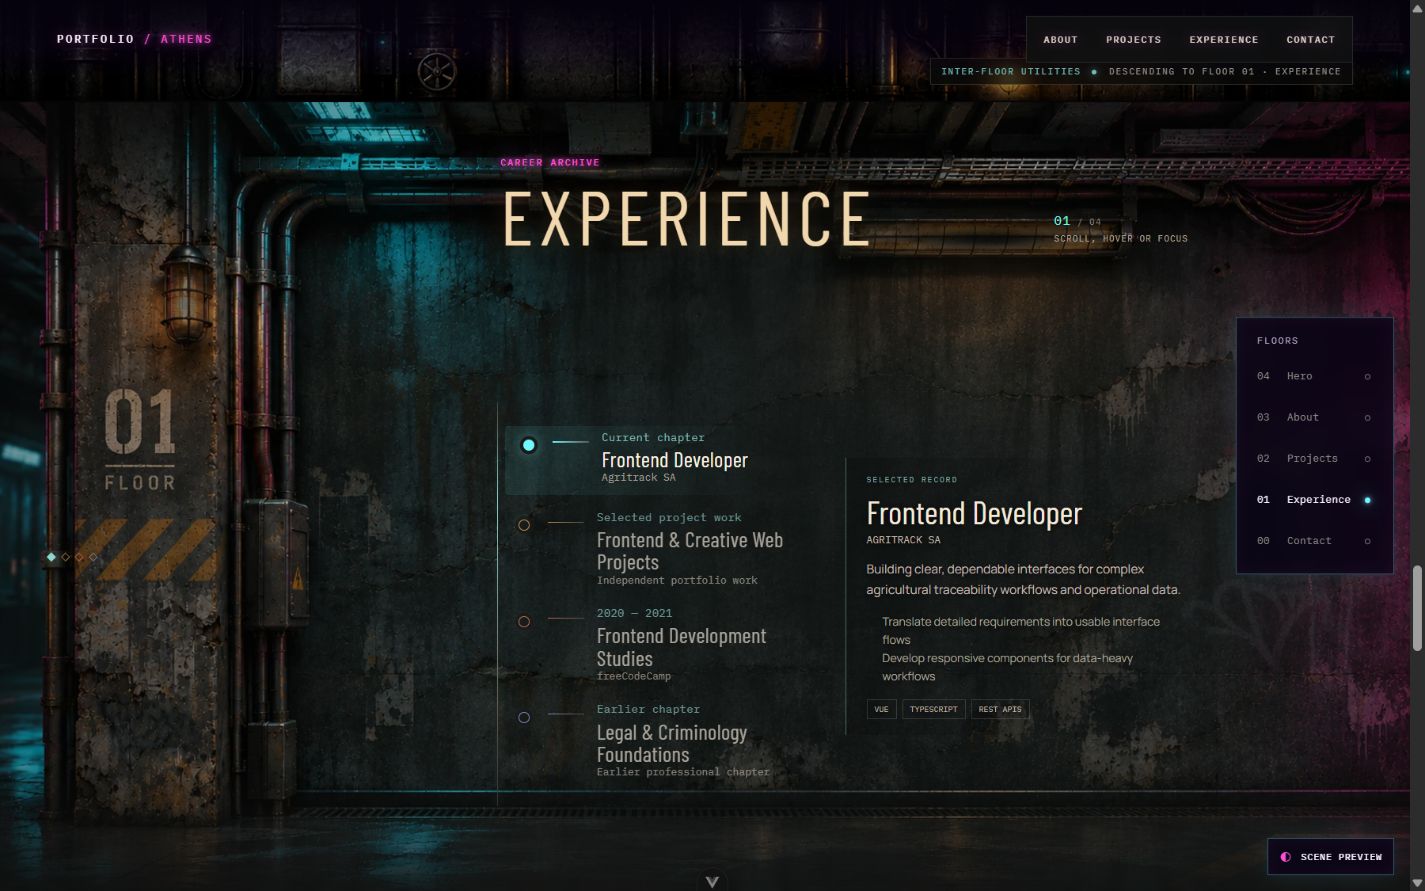 PORTFOLIO / ATHENS
ABOUT PROJECTS EXPERIENCE CONTACT
INTER-FLOOR UTILITIES DESCENDING TO FLOOR 01 · EXPERIENCE
CAREER ARCHIVE
EXPERIENCE
01 / 04
SCROLL, HOVER OR FOCUS
01
FLOOR
Current chapter
Frontend Developer
Agritrack SA
Selected project work
Frontend & Creative Web
Projects
Independent portfolio work
2020 — 2021
Frontend Development
Studies
freeCodeCamp
Earlier chapter
Legal & Criminology
Foundations
Earlier professional chapter
SELECTED RECORD
Frontend Developer
AGRITRACK SA
Building clear, dependable interfaces for complex
agricultural traceability workflows and operational data.
Translate detailed requirements into usable interface
flows
Develop responsive components for data-heavy
workflows
VUE TYPESCRIPT REST APIS
FLOORS
04 Hero
03 About
02 Projects
01 Experience
00 Contact
SCENE PREVIEW